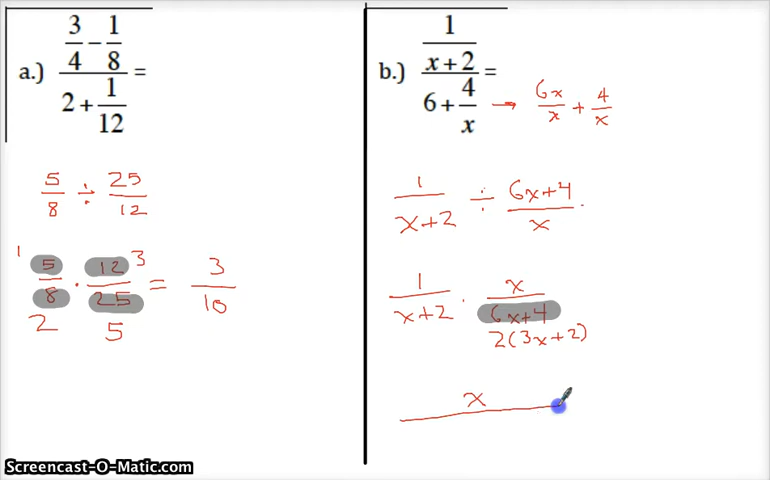 a.) (3/4 − 1/8)/(2 + 1/12) =
5/8 ÷ 25/12
1 3
5/8 · 12/25 = 3/10
2 5
b.) (1/(x + 2))/(6 + 4/x) = → 6x/x + 4/x
1/(x+2) ÷ (6x+4)/x .
1/(x+2) · x/(6x+4)
2(3x+2)
x
Screencast-O-Matic.com